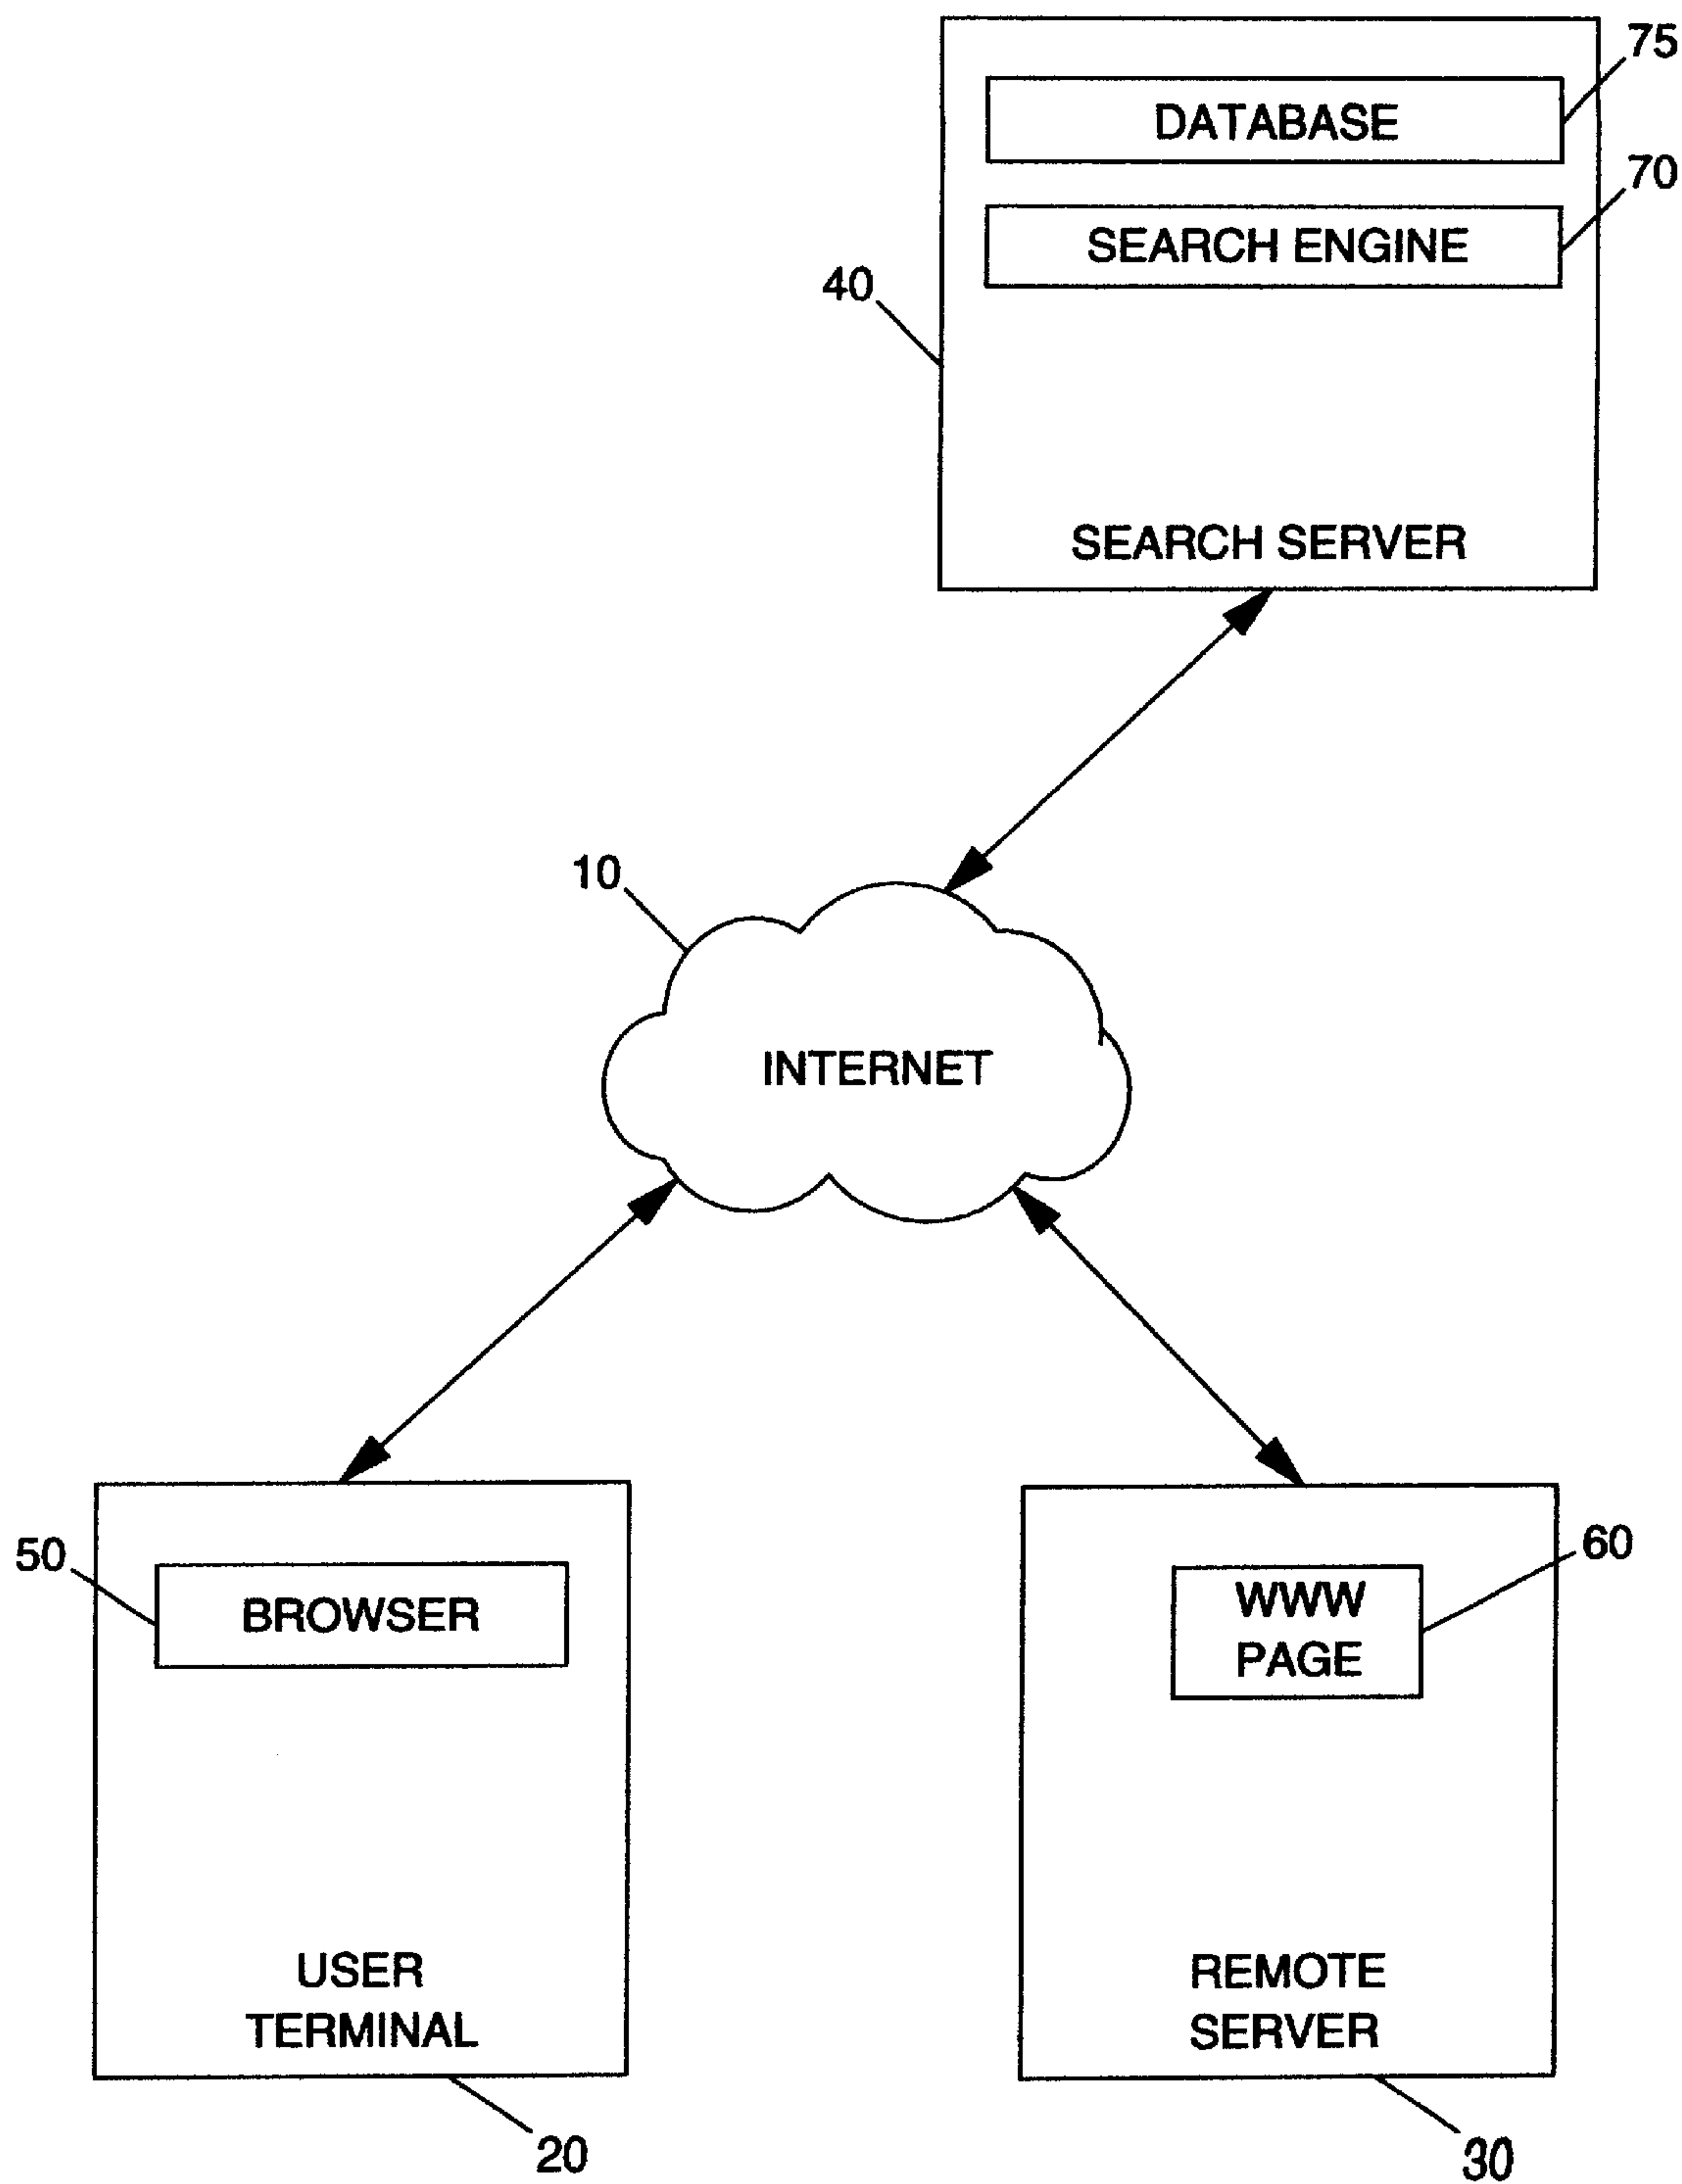 75
DATABASE
70
SEARCH ENGINE
40
SEARCH SERVER
10
INTERNET
50
BROWSER
60
WWW
PAGE
USER
TERMINAL
REMOTE
SERVER
20
30